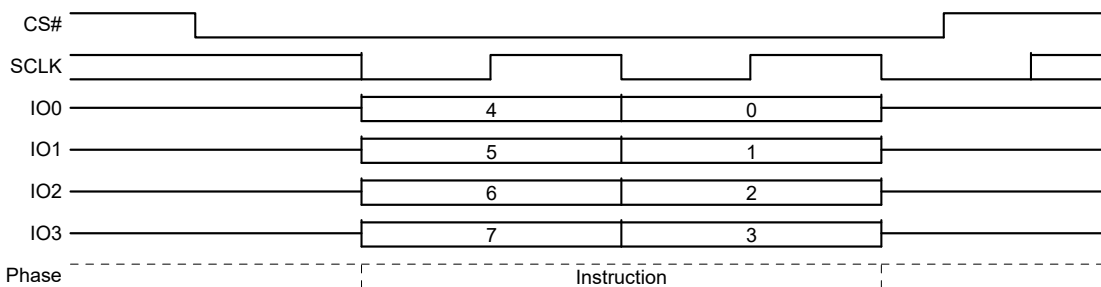 CS#
SCLK
IO0 4 0
IO1 5 1
IO2 6 2
IO3 7 3
Phase Instruction